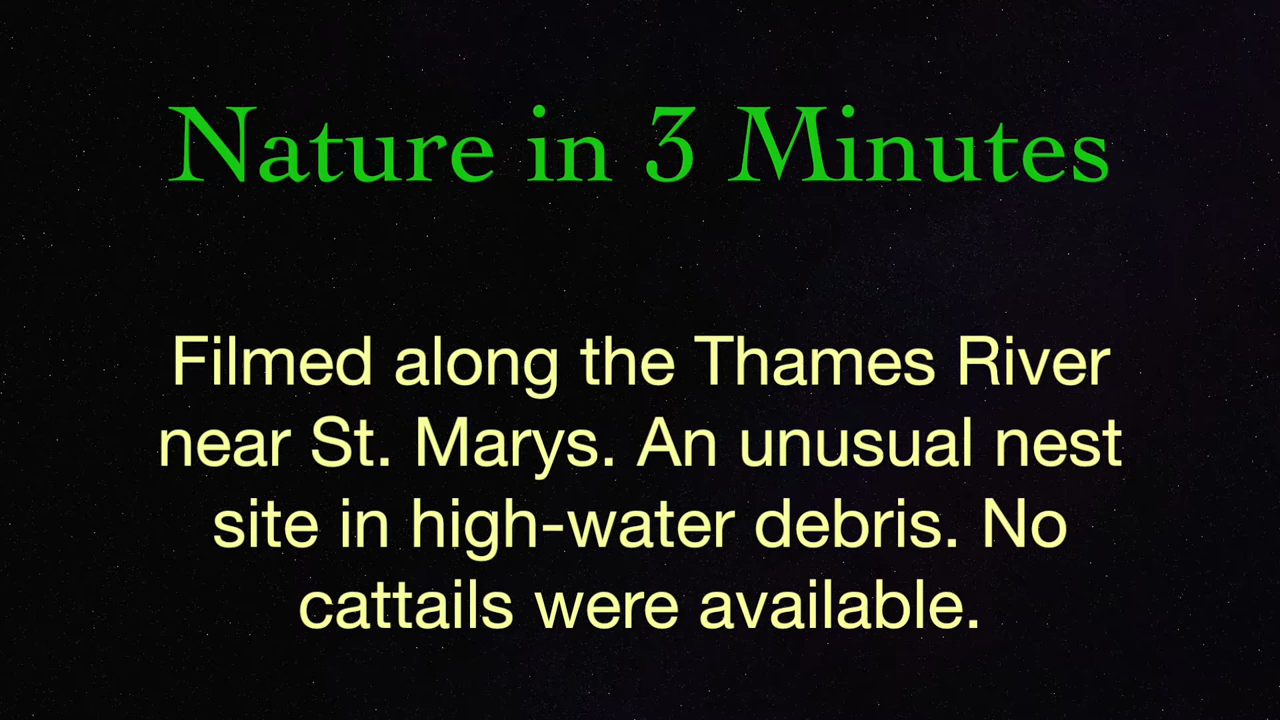 Nature in 3 Minutes
Filmed along the Thames River
near St. Marys. An unusual nest
site in high-water debris. No
cattails were available.